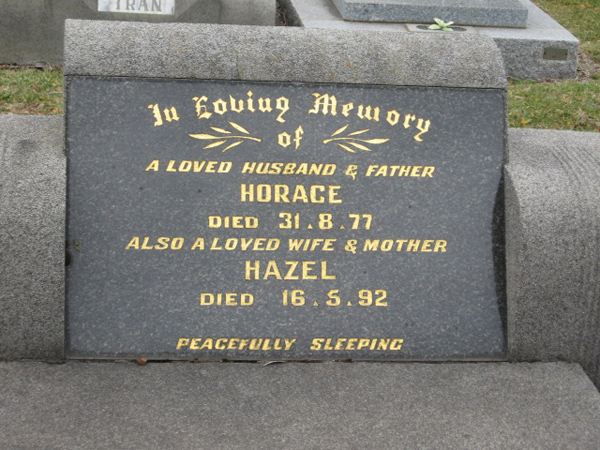 TRAN
In Loving Memory
of
A LOVED HUSBAND & FATHER
HORACE
DIED 31.8.77
ALSO A LOVED WIFE & MOTHER
HAZEL
DIED 16.5.92
PEACEFULLY SLEEPING